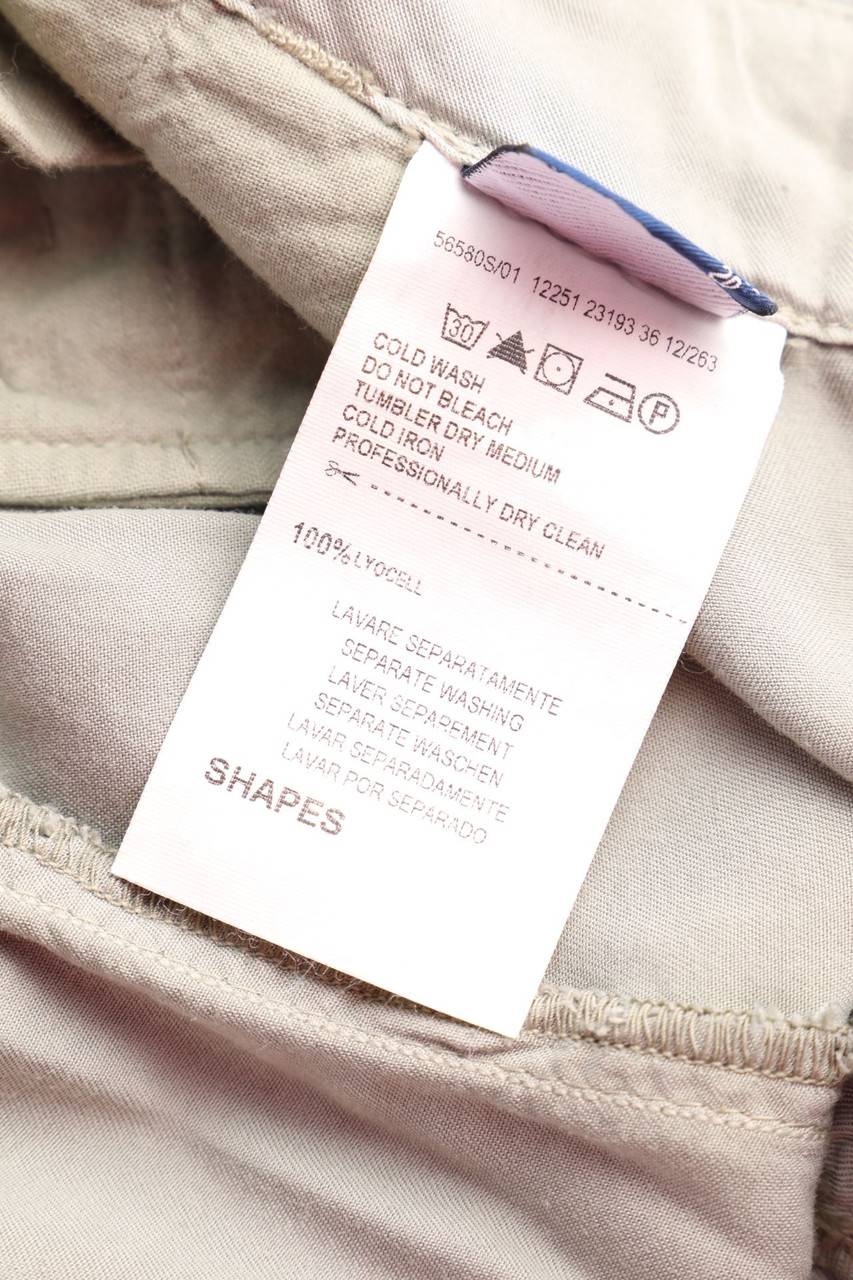 56580S/01 12251 23193 36 12/263
30 P
COLD WASH
DO NOT BLEACH
TUMBLER DRY MEDIUM
COLD IRON
PROFESSIONALLY DRY CLEAN
100% LYOCELL
LAVARE SEPARATAMENTE
SEPARATE WASHING
LAVER SEPAREMENT
SEPARATE WASCHEN
LAVAR SEPARADAMENTE
LAVAR POR SEPARADO
SHAPES